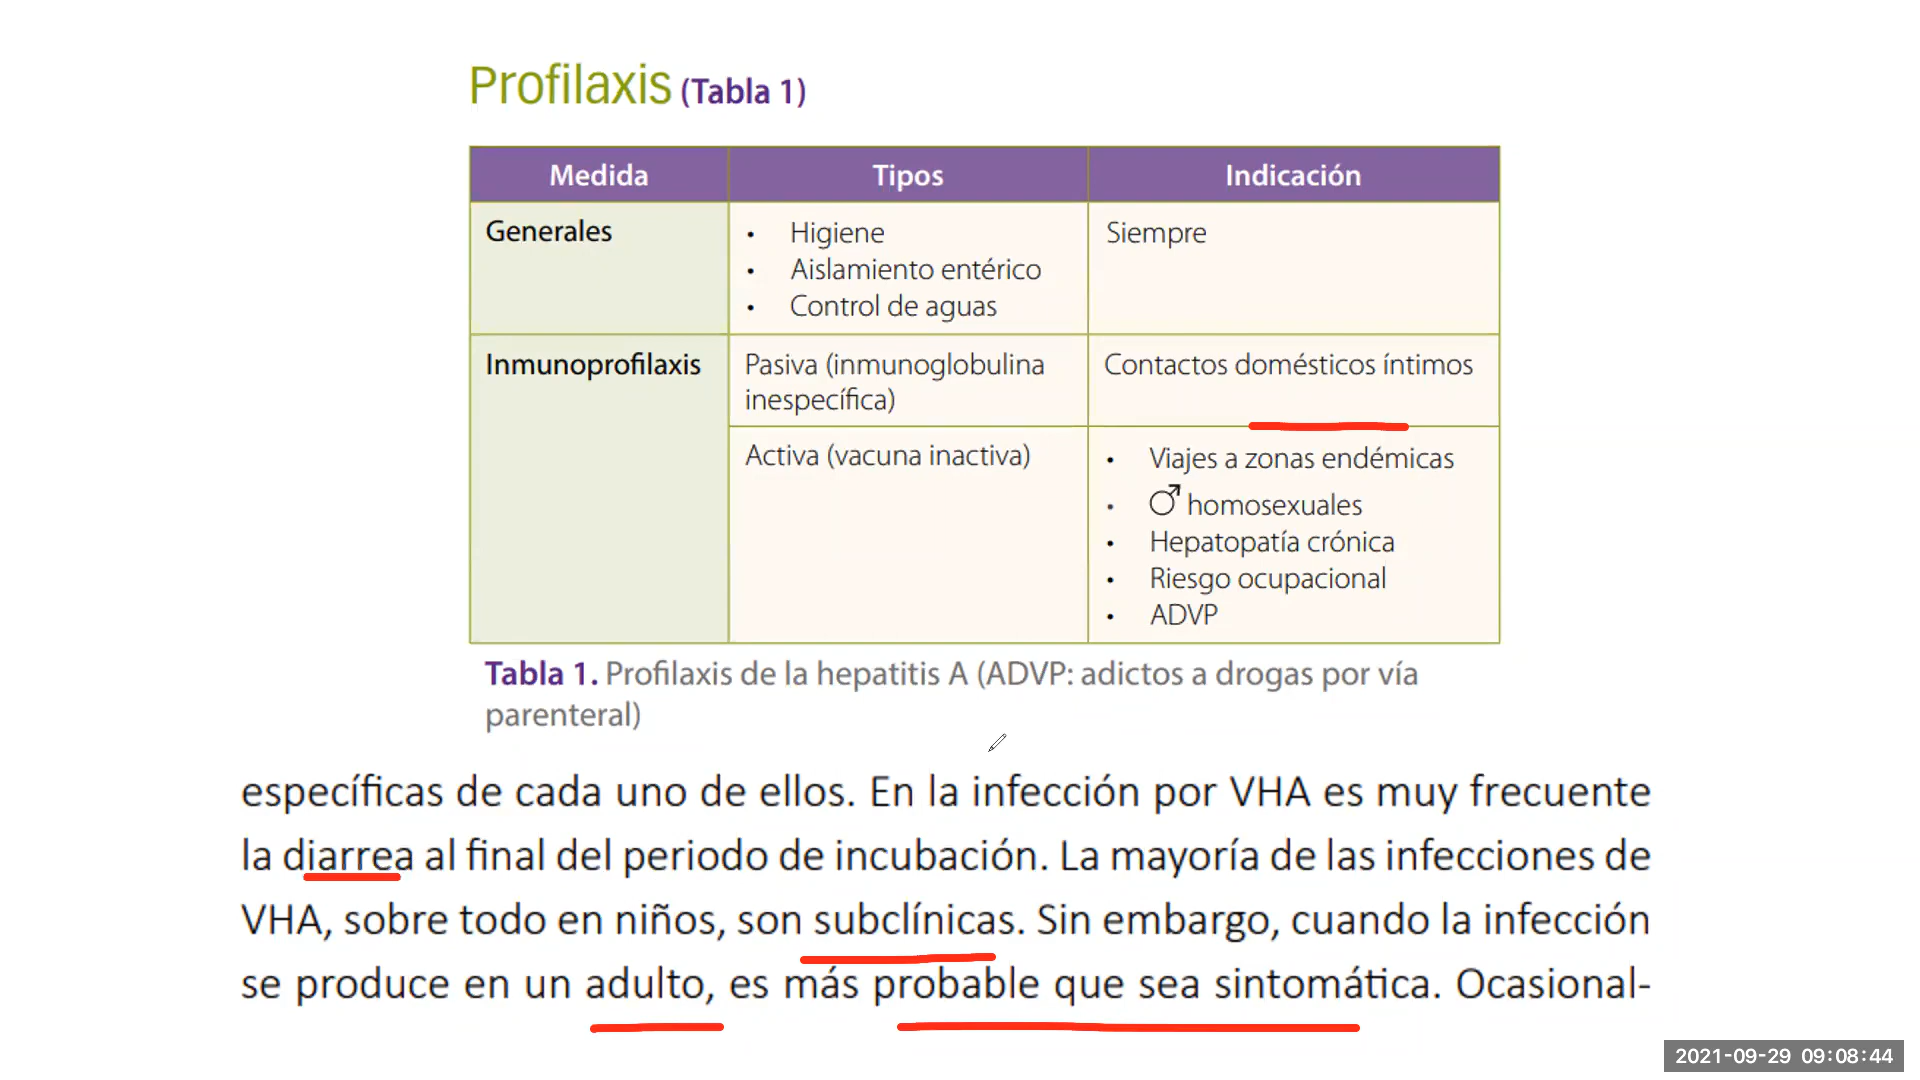 Profilaxis (Tabla 1)
Medida Tipos Indicación
Generales
• Higiene
• Aislamiento entérico
• Control de aguas
Siempre
Inmunoprofilaxis
Pasiva (inmunoglobulina
inespecífica)
Contactos domésticos íntimos
Activa (vacuna inactiva)
• Viajes a zonas endémicas
• ♂ homosexuales
• Hepatopatía crónica
• Riesgo ocupacional
• ADVP
Tabla 1. Profilaxis de la hepatitis A (ADVP: adictos a drogas por vía
parenteral)
específicas de cada uno de ellos. En la infección por VHA es muy frecuente
la diarrea al final del periodo de incubación. La mayoría de las infecciones de
VHA, sobre todo en niños, son subclínicas. Sin embargo, cuando la infección
se produce en un adulto, es más probable que sea sintomática. Ocasional-
2021-09-29 09:08:44